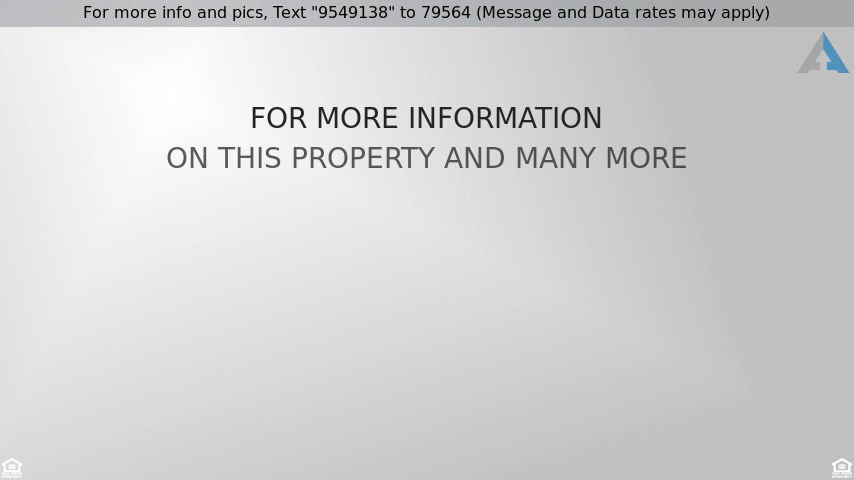 For more info and pics, Text "9549138" to 79564 (Message and Data rates may apply)
FOR MORE INFORMATION
ON THIS PROPERTY AND MANY MORE